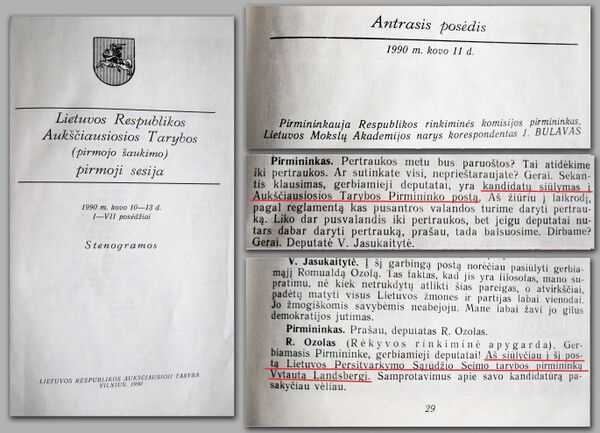 Lietuvos Respublikos
Aukščiausiosios Tarybos
(pirmojo šaukimo)
pirmoji sesija
1990 m. kovo 10—13 d.
I—VII posėdžiai
Stenogramos
LIETUVOS RESPUBLIKOS AUKŠČIAUSIOJI TARYBA
VILNIUS, 1990
Antrasis posėdis
1990 m. kovo 11 d.
Pirmininkauja Respublikos rinkiminės komisijos pirmininkas,
Lietuvos Mokslų Akademijos narys korespondentas J. BULAVAS
Pirmininkas. Pertraukos metu bus paruoštos? Tai atidėkime
iki pertraukos. Ar sutinkate visi, neprieštaraujate? Gerai. Sekan-
tis klausimas, gerbiamieji deputatai, yra kandidatų siūlymas į
Aukščiausiosios Tarybos Pirmininko postą. Aš žiūriu į laikrodį,
pagal reglamentą kas pusantros valandos turime daryti pertrau-
ką. Liko dar pusvalandis iki pertraukos, bet jeigu deputatai nu-
tars dabar daryti pertrauką, prašau, tada balsuosime. Dirbame?
Gerai. Deputatė V. Jasukaitytė.
V. Jasukaitytė. Į šį garbingą postą norėčiau pasiūlyti gerbia-
mąjį Romualdą Ozolą. Tas faktas, kad jis yra filosofas, mano su-
pratimu, nė kiek netrukdytų atlikti šias pareigas, o atvirkščiai,
padėtų matyti visus Lietuvos žmones ir partijas labai vienodai.
Jo žmogiškomis savybėmis neabejoju. Mane labai žavi jo gilus
demokratijos jutimas.
Pirmininkas. Prašau, deputatas R. Ozolas.
R. Ozolas (Rėkyvos rinkiminė apygarda). Ger-
biamasis Pirmininke, gerbiamieji deputatai! Aš siūlyčiau į šį pos-
tą Lietuvos Persitvarkymo Sąjūdžio Seimo tarybos pirmininką
Vytautą Landsbergį. Samprotavimus apie savo kandidatūrą pa-
sakyčiau vėliau.
29